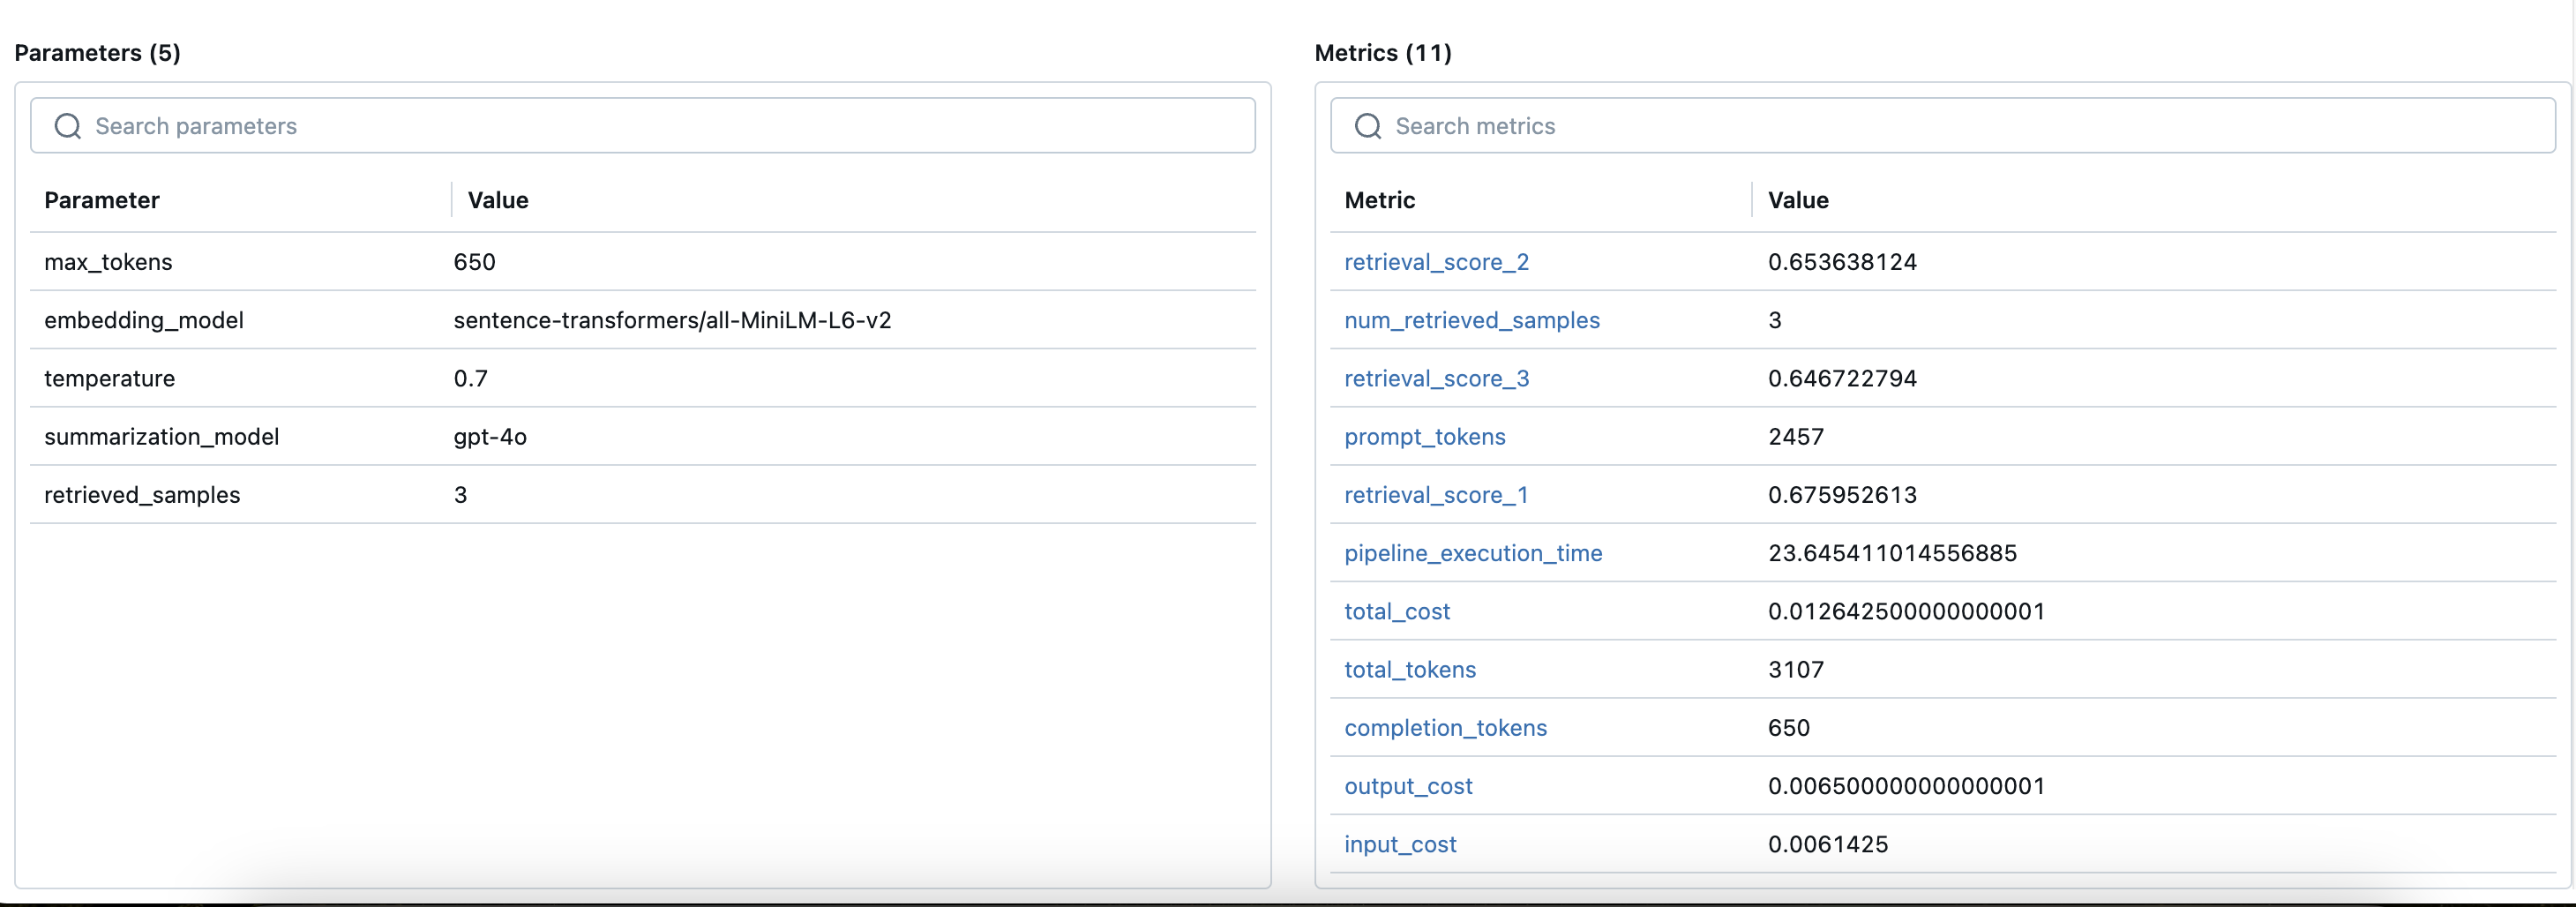 Parameters (5)
Search parameters
Parameter Value
max_tokens 650
embedding_model sentence-transformers/all-MiniLM-L6-v2
temperature 0.7
summarization_model gpt-4o
retrieved_samples 3
Metrics (11)
Search metrics
Metric Value
retrieval_score_2 0.653638124
num_retrieved_samples 3
retrieval_score_3 0.646722794
prompt_tokens 2457
retrieval_score_1 0.675952613
pipeline_execution_time 23.645411014556885
total_cost 0.012642500000000001
total_tokens 3107
completion_tokens 650
output_cost 0.006500000000000001
input_cost 0.0061425